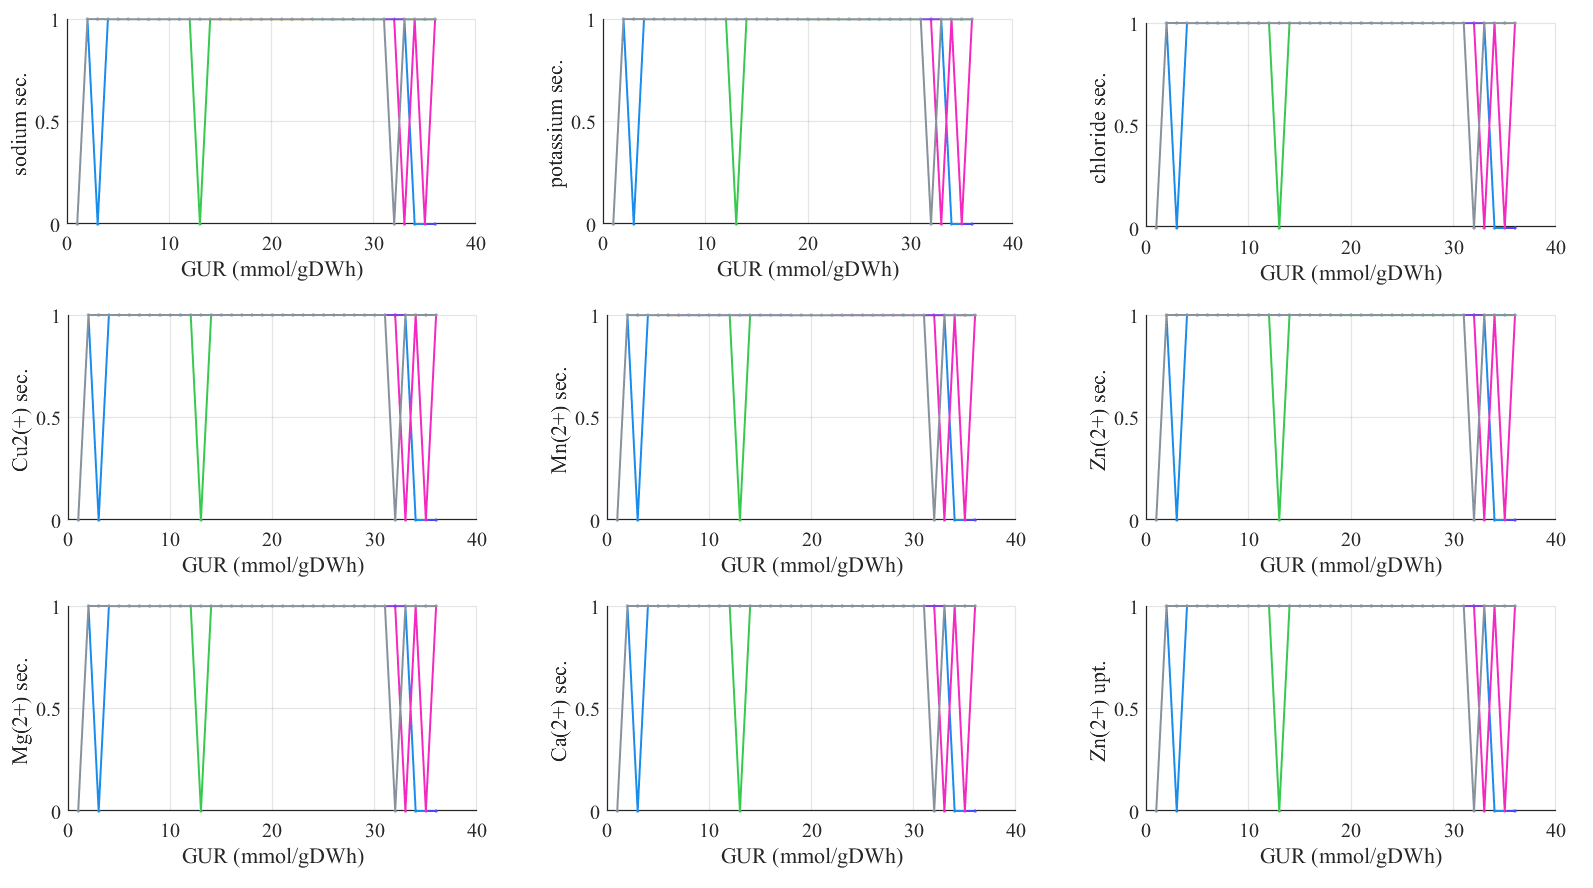 1
0.5
0
sodium sec.
0 10 20 30 40
GUR (mmol/gDWh)
1
0.5
0
potassium sec.
0 10 20 30 40
GUR (mmol/gDWh)
1
0.5
0
chloride sec.
0 10 20 30 40
GUR (mmol/gDWh)
1
0.5
0
Cu2(+) sec.
0 10 20 30 40
GUR (mmol/gDWh)
1
0.5
0
Mn(2+) sec.
0 10 20 30 40
GUR (mmol/gDWh)
1
0.5
0
Zn(2+) sec.
0 10 20 30 40
GUR (mmol/gDWh)
1
0.5
0
Mg(2+) sec.
0 10 20 30 40
GUR (mmol/gDWh)
1
0.5
0
Ca(2+) sec.
0 10 20 30 40
GUR (mmol/gDWh)
1
0.5
0
Zn(2+) upt.
0 10 20 30 40
GUR (mmol/gDWh)